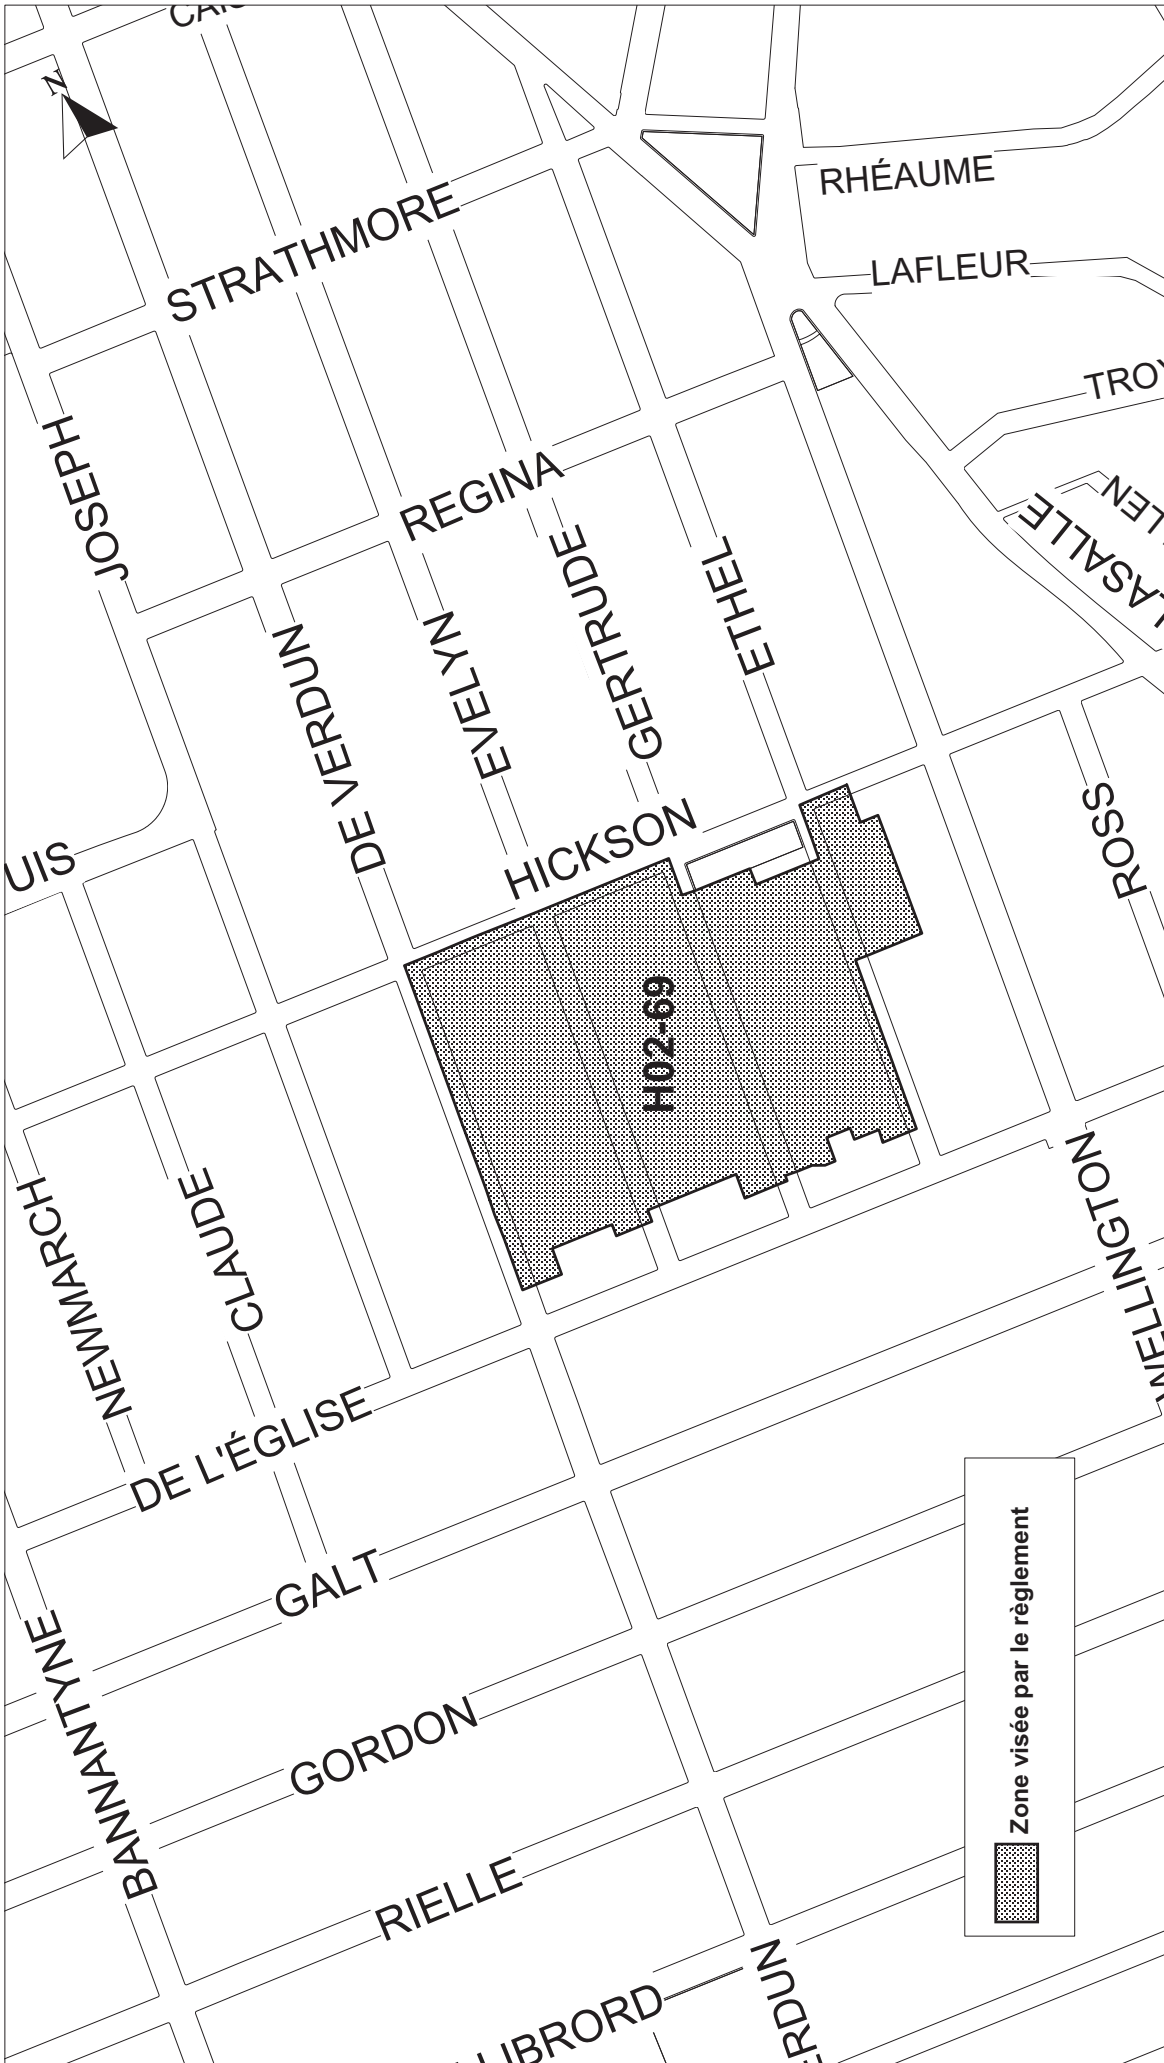 N
STRATHMORE
RHÉAUME
LAFLEUR
TROY
JOSEPH
REGINA
LASALLE
GERTRUDE
ETHEL
EVELYN
DE VERDUN
HICKSON
ROSS
UIS
H02-69
NEWMARCH
CLAUDE
WELLINGTON
DE L'ÉGLISE
GALT
BANNANTYNE
GORDON
RIELLE
LIBRORD
ERDUN
Zone visée par le règlement